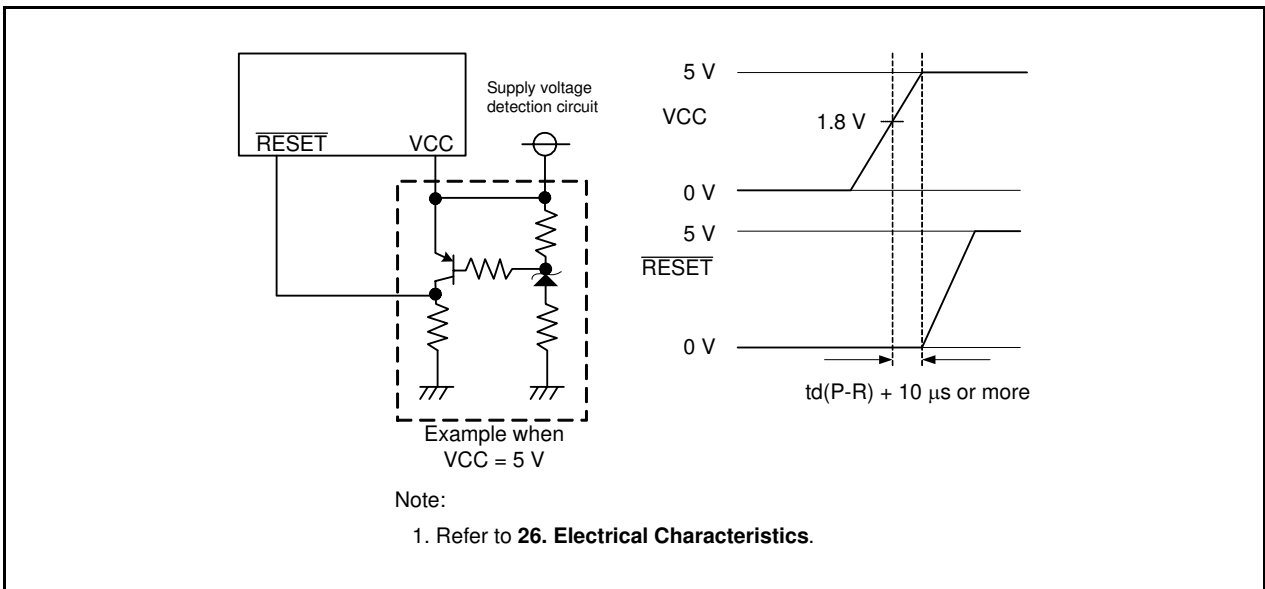 Supply voltage
detection circuit
RESET VCC
Example when
VCC = 5 V
5 V
VCC
1.8 V
0 V
5 V
RESET
0 V
td(P-R) + 10 μs or more
Note:
1. Refer to 26. Electrical Characteristics.